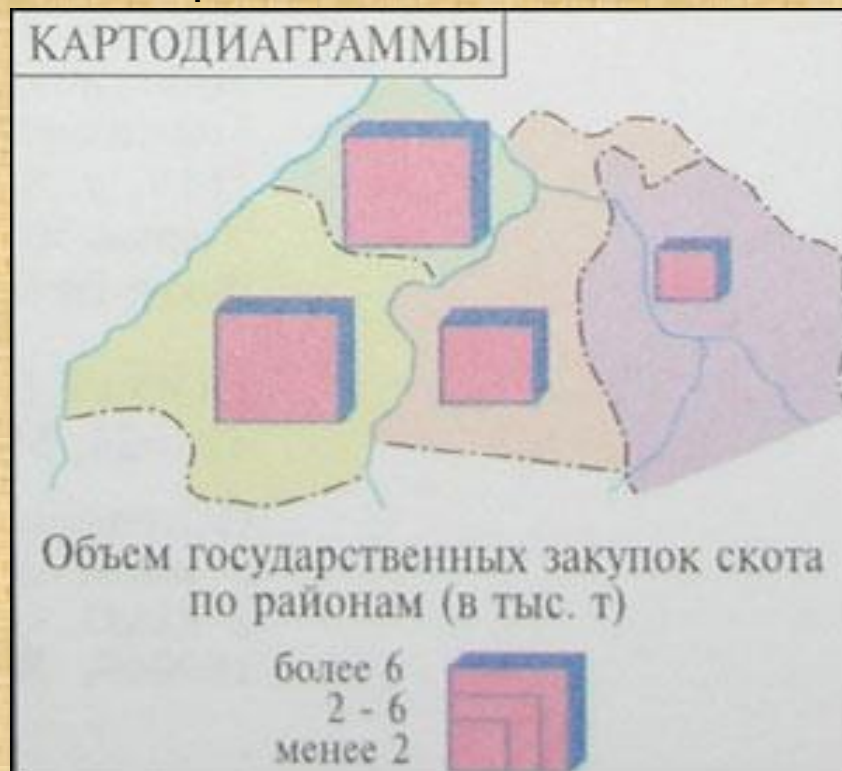 КАРТОДИАГРАММЫ
Объем государственных закупок скота
по районам (в тыс. т)
более 6
2 - 6
менее 2